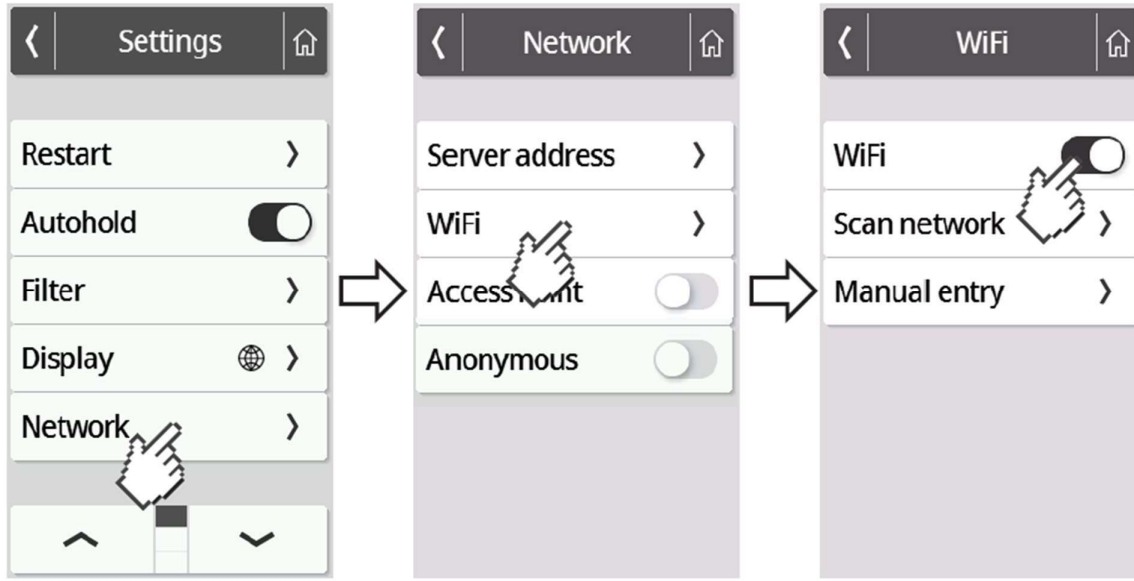 Settings
Restart
Autohold
Filter
Display
Network
Network
Server address
WiFi
Access
Anonymous
WiFi
WiFi
Scan network
Manual entry